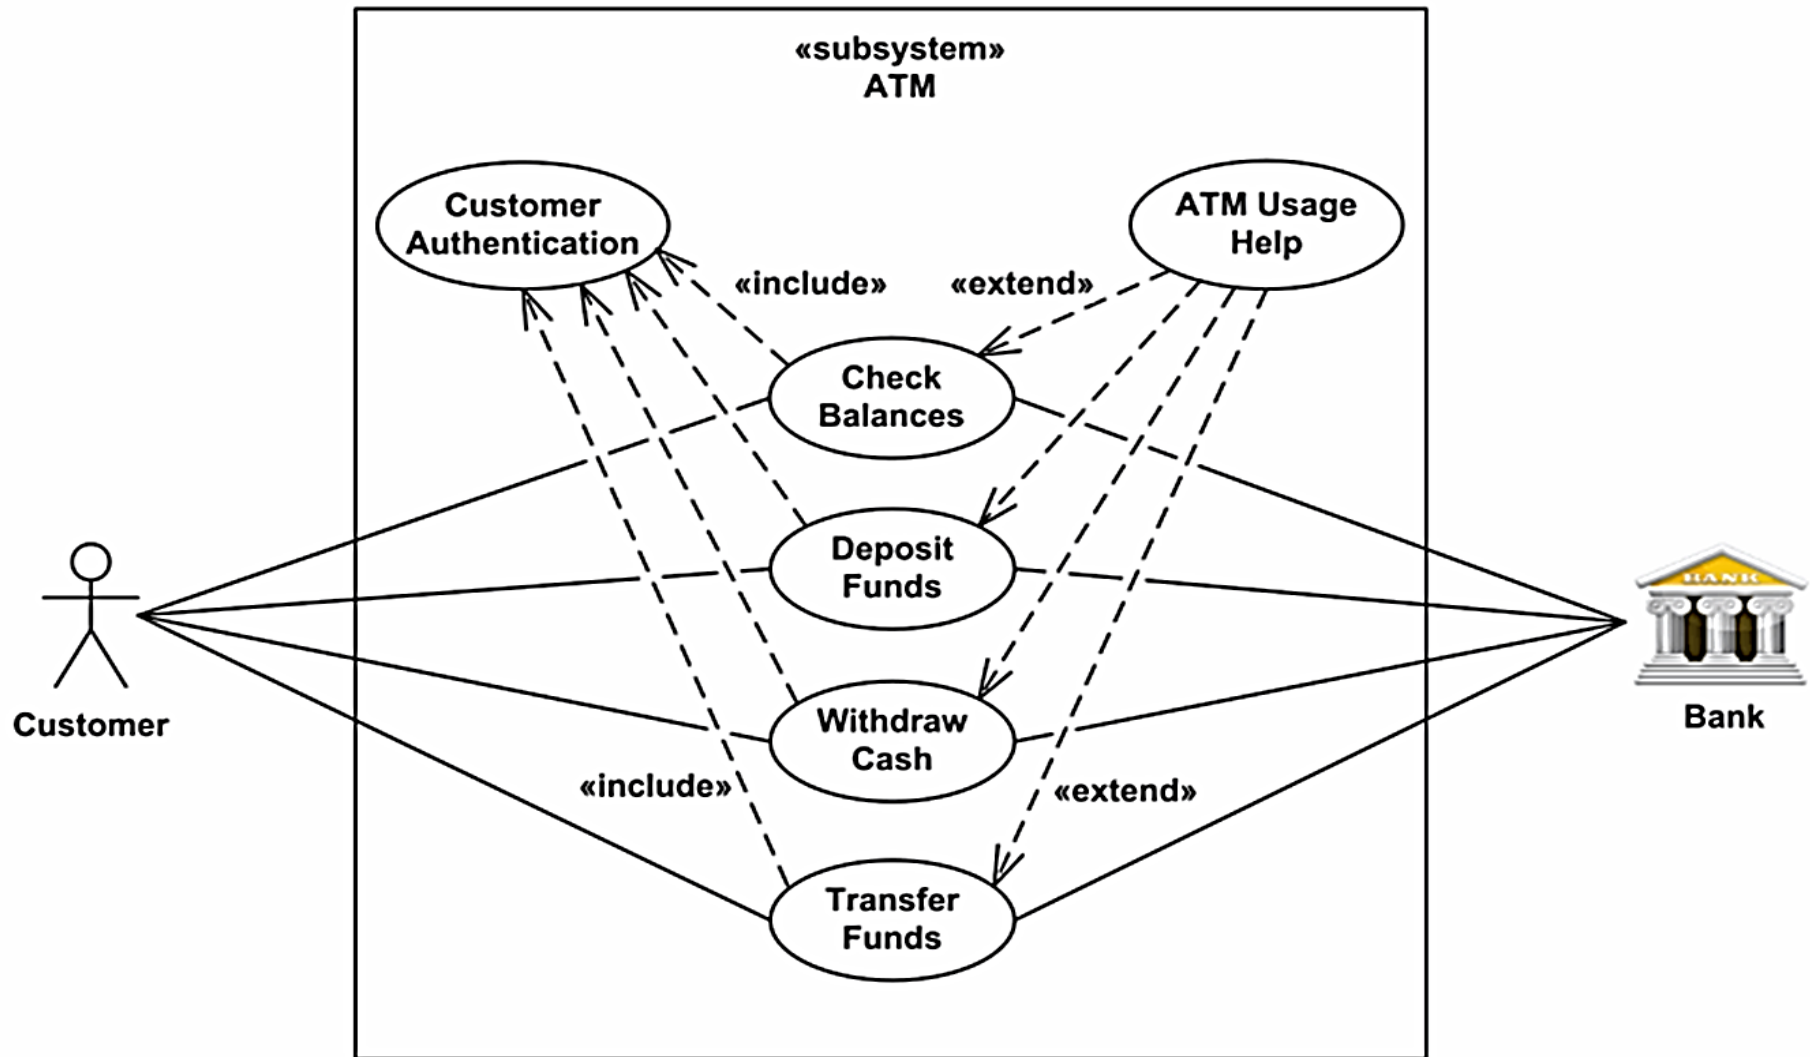 «subsystem»
ATM
Customer
Authentication
ATM Usage
Help
«include»
«extend»
Check
Balances
Deposit
Funds
BANK
Customer
Withdraw
Cash
Bank
«include»
«extend»
Transfer
Funds